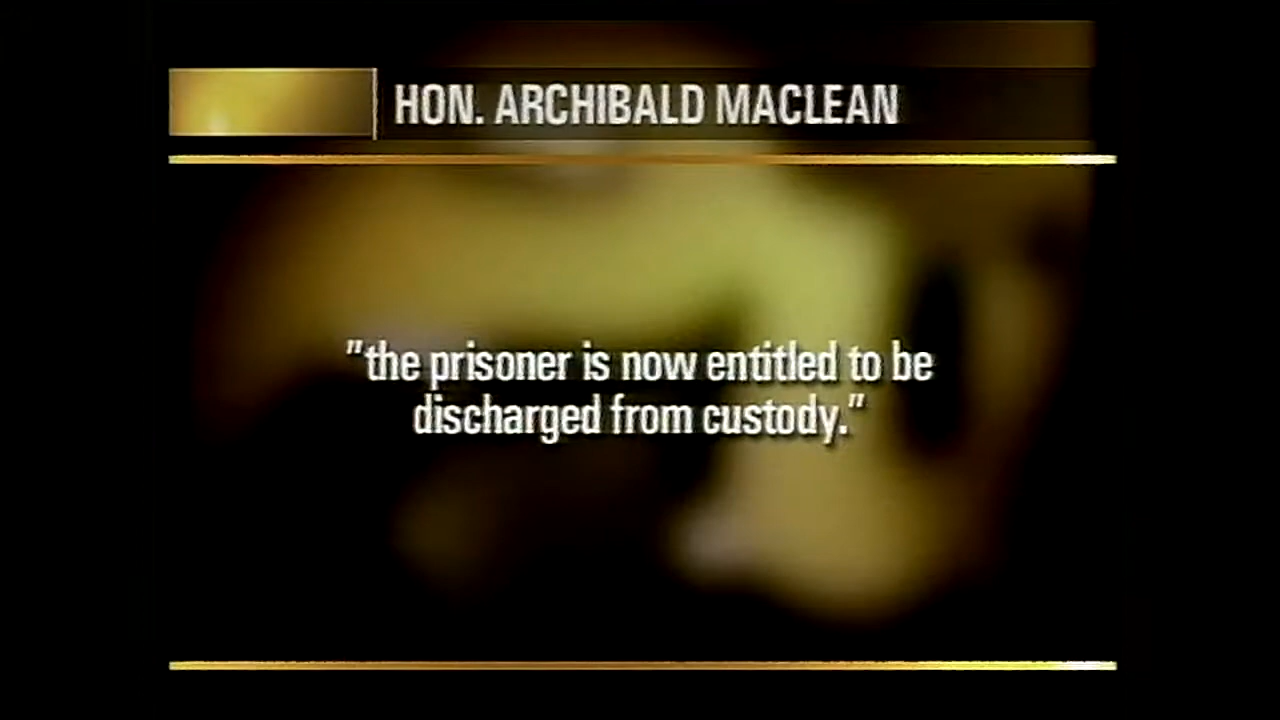 HON. ARCHIBALD MACLEAN
"the prisoner is now entitled to be
discharged from custody."